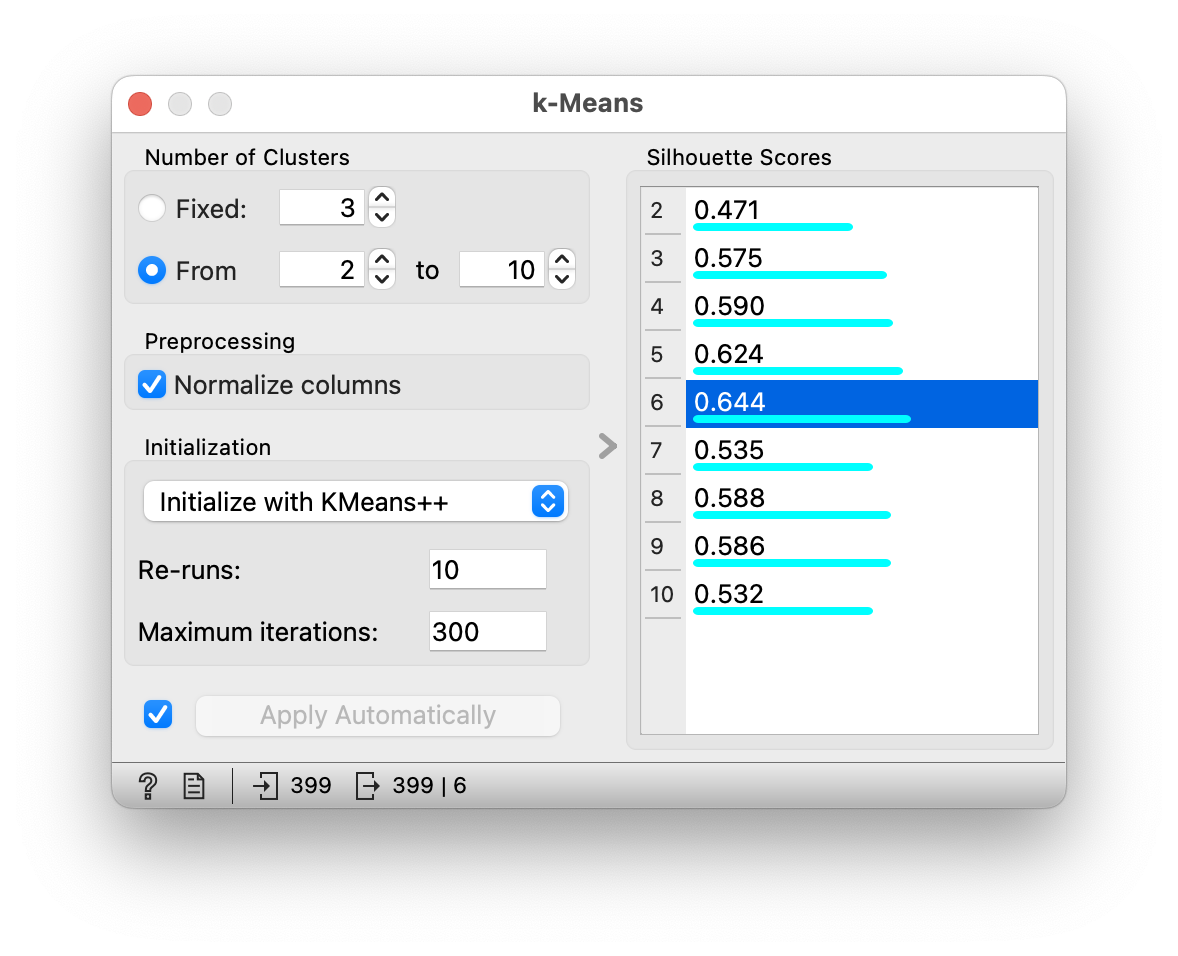 k-Means
Number of Clusters
Fixed: 3
From 2 to 10
Preprocessing
Normalize columns
Initialization
Initialize with KMeans++
Re-runs: 10
Maximum iterations: 300
Apply Automatically
Silhouette Scores
2 0.471
3 0.575
4 0.590
5 0.624
6 0.644
7 0.535
8 0.588
9 0.586
10 0.532
? 399 399 | 6